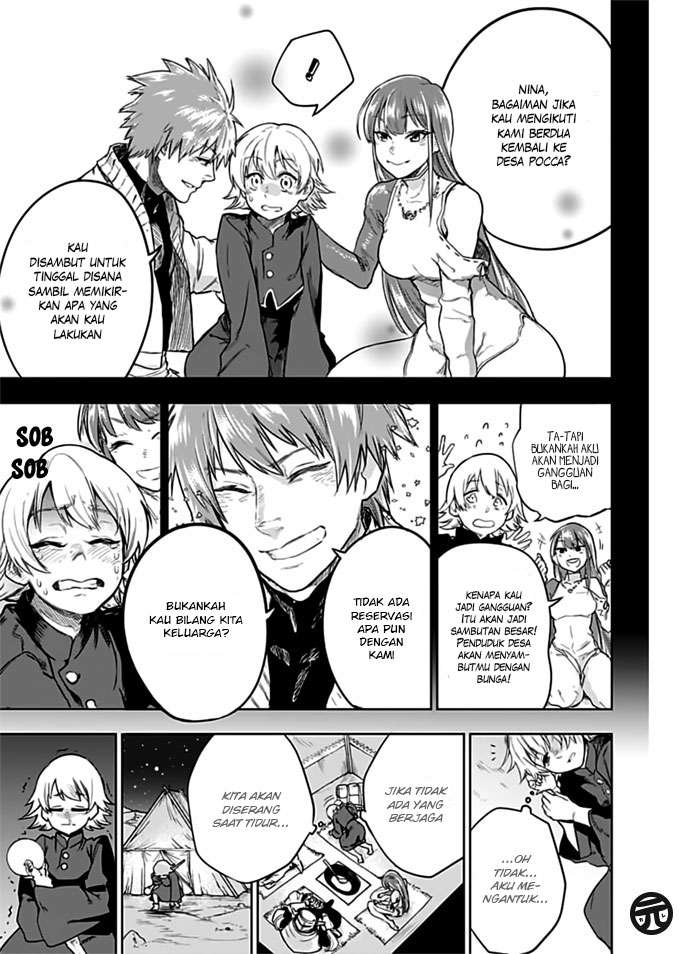 !
NINA,
BAGAIMAN JIKA
KAU MENGIKUTI
KAMI BERDUA
KEMBALI KE
DESA POCCA?
KAU
DISAMBUT UNTUK
TINGGAL DISANA
SAMBIL MEMIKIR-
KAN APA YANG
AKAN KAU
LAKUKAN
TA-TAPI
BUKANKAH AKU
AKAN MENJADI
GANGGUAN
BAGI...
KENAPA KAU
JADI GANGGUAN?
ITU AKAN JADI
SAMBUTAN BESAR!
PENDUDUK DESA
AKAN MENYAM-
BUTMU DENGAN
BUNGA!
TIDAK ADA
RESERVASI
APA PUN
DENGAN
KAMI
BUKANKAH
KAU BILANG KITA
KELUARGA?
SOB
SOB
...OH
TIDAK...
AKU ME-
NGANTUK...
JIKA TIDAK
ADA YANG
BERJAGA
KITA AKAN
DISERANG
SAAT TIDUR...